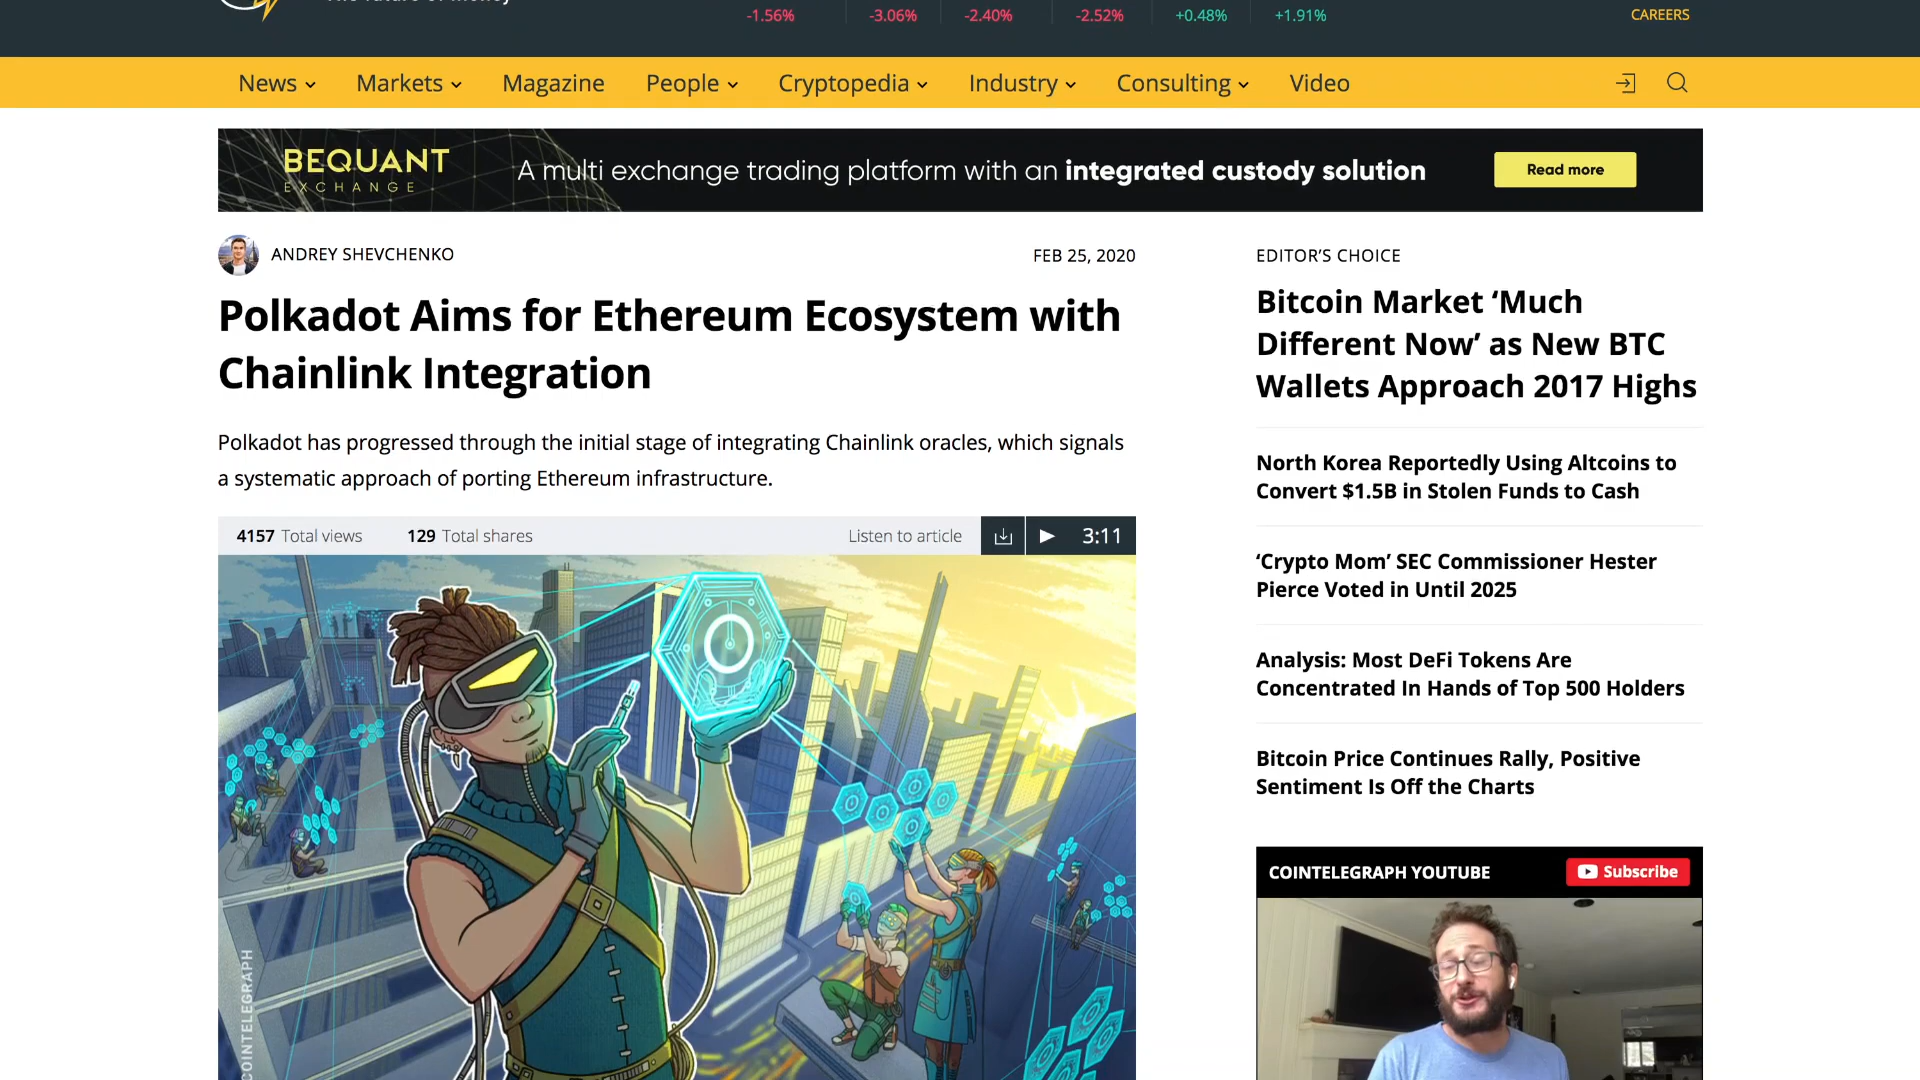 -1.56% -3.06% -2.40% -2.52% +0.48% +1.91%
CAREERS
News Markets Magazine People Cryptopedia Industry Consulting Video
BEQUANT
EXCHANGE
A multi exchange trading platform with an integrated custody solution
Read more
ANDREY SHEVCHENKO
FEB 25, 2020
Polkadot Aims for Ethereum Ecosystem with
Chainlink Integration
Polkadot has progressed through the initial stage of integrating Chainlink oracles, which signals
a systematic approach of porting Ethereum infrastructure.
4157 Total views 129 Total shares Listen to article 3:11
COINTELEGRAPH
EDITOR’S CHOICE
Bitcoin Market ‘Much
Different Now’ as New BTC
Wallets Approach 2017 Highs
North Korea Reportedly Using Altcoins to
Convert $1.5B in Stolen Funds to Cash
‘Crypto Mom’ SEC Commissioner Hester
Pierce Voted in Until 2025
Analysis: Most DeFi Tokens Are
Concentrated In Hands of Top 500 Holders
Bitcoin Price Continues Rally, Positive
Sentiment Is Off the Charts
COINTELEGRAPH YOUTUBE
Subscribe